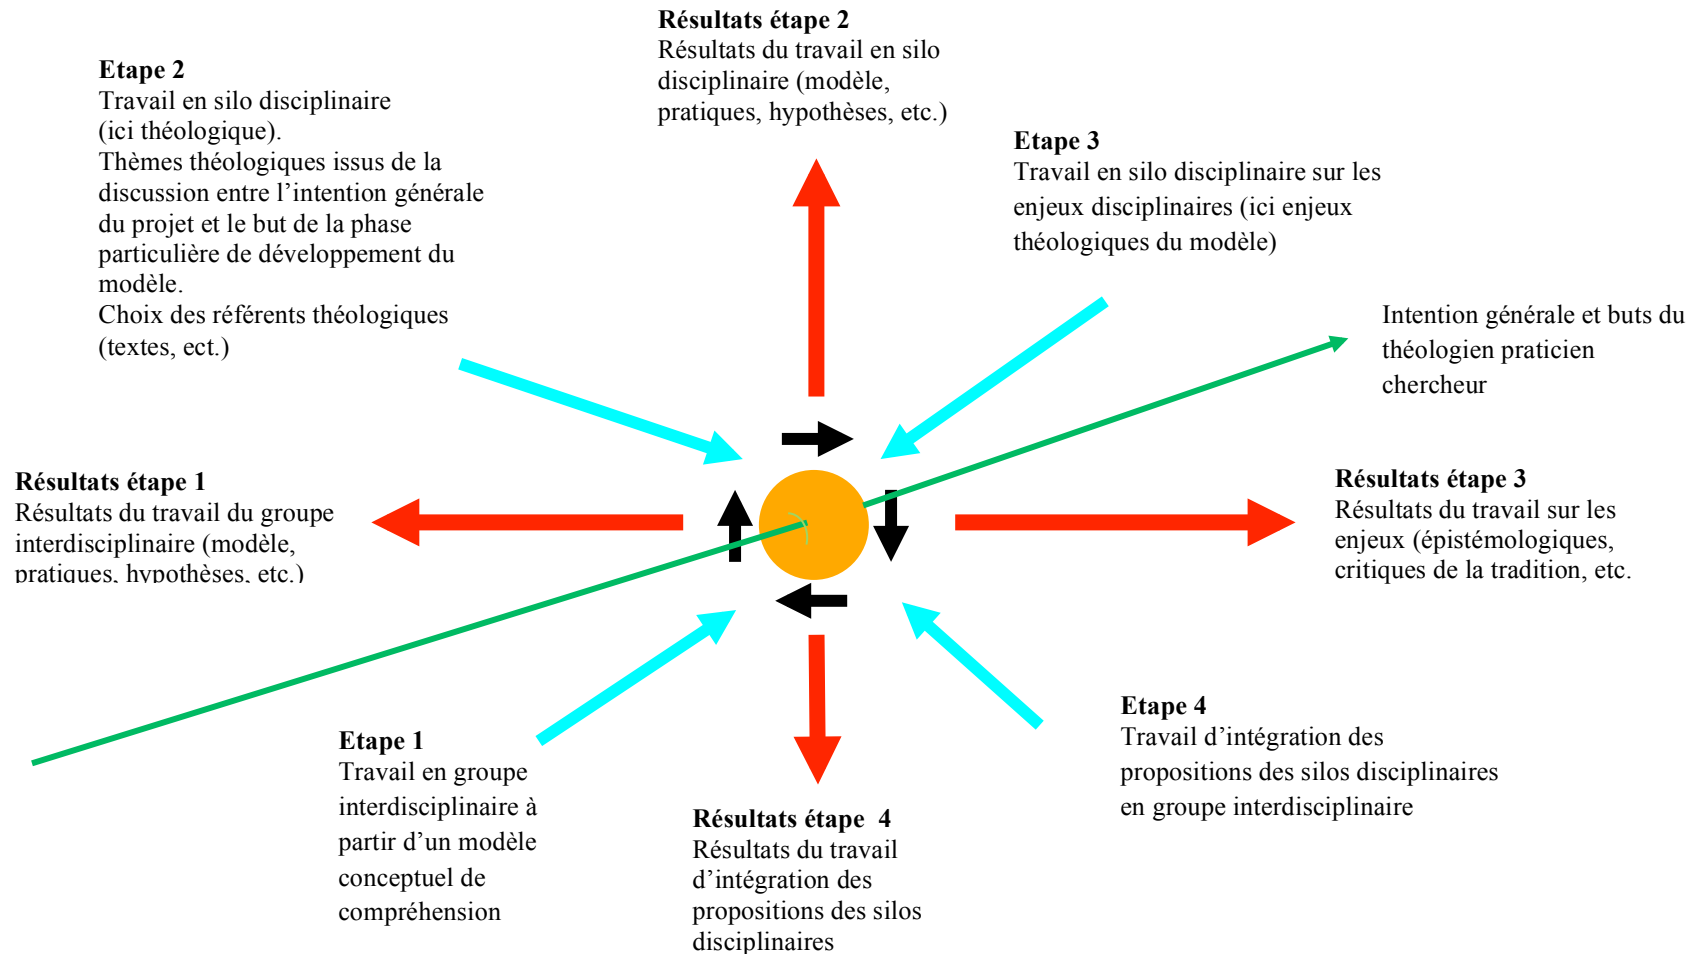 Résultats étape 2
Résultats du travail en silo
disciplinaire (modèle,
pratiques, hypothèses, etc.)
Etape 2
Travail en silo disciplinaire
(ici théologique).
Thèmes théologiques issus de la
discussion entre l’intention générale
du projet et le but de la phase
particulière de développement du
modèle.
Choix des référents théologiques
(textes, ect.)
Etape 3
Travail en silo disciplinaire sur les
enjeux disciplinaires (ici enjeux
théologiques du modèle)
Intention générale et buts du
théologien praticien
chercheur
Résultats étape 1
Résultats du travail du groupe
interdisciplinaire (modèle,
pratiques, hypothèses, etc.)
Résultats étape 3
Résultats du travail sur les
enjeux (épistémologiques,
critiques de la tradition, etc.
Etape 1
Travail en groupe
interdisciplinaire à
partir d’un modèle
conceptuel de
compréhension
Résultats étape  4
Résultats du travail
d’intégration des
propositions des silos
disciplinaires
Etape 4
Travail d’intégration des
propositions des silos disciplinaires
en groupe interdisciplinaire